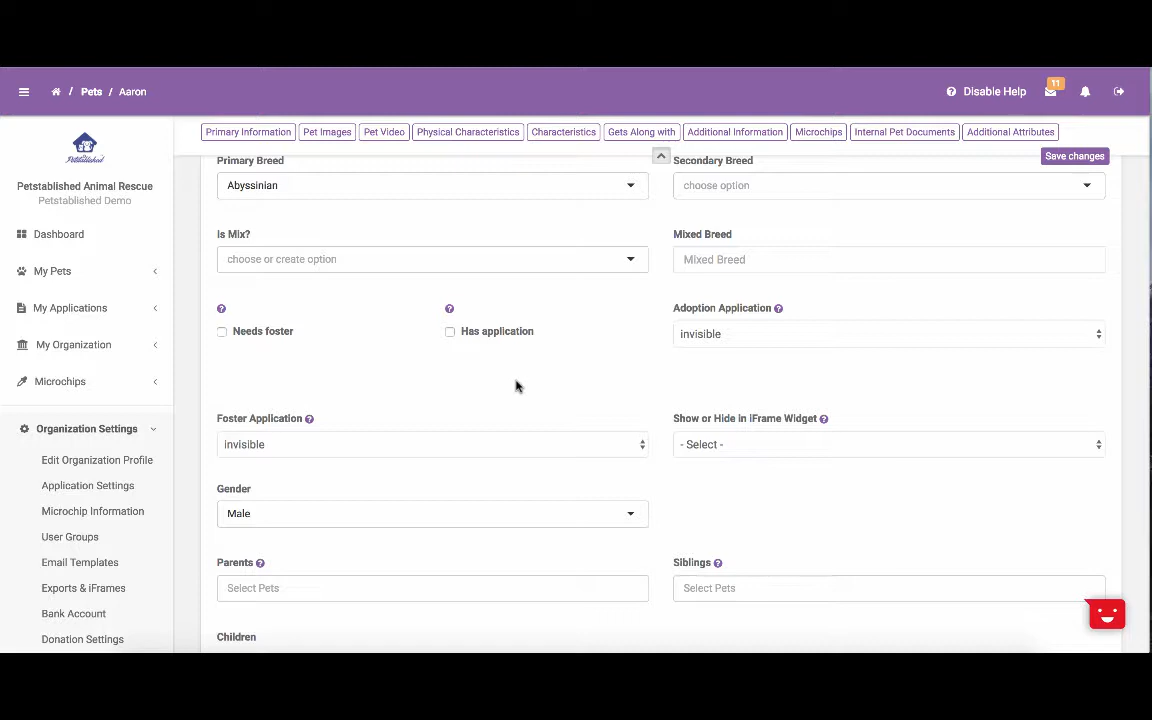 / Pets / Aaron
Disable Help
11
Primary Information Pet Images Pet Video Physical Characteristics Characteristics Gets Along with Additional Information Microchips Internal Pet Documents Additional Attributes
Save changes
Petstablished
Petstablished Animal Rescue
Petstablished Demo
Dashboard
My Pets
My Applications
My Organization
Microchips
Organization Settings
Edit Organization Profile
Application Settings
Microchip Information
User Groups
Email Templates
Exports & iFrames
Bank Account
Donation Settings
Primary Breed Secondary Breed
Abyssinian choose option
Is Mix? Mixed Breed
choose or create option Mixed Breed
? ? Adoption Application ?
Needs foster Has application invisible
Foster Application ? Show or Hide in iFrame Widget ?
invisible - Select -
Gender
Male
Parents ? Siblings ?
Select Pets Select Pets
Children